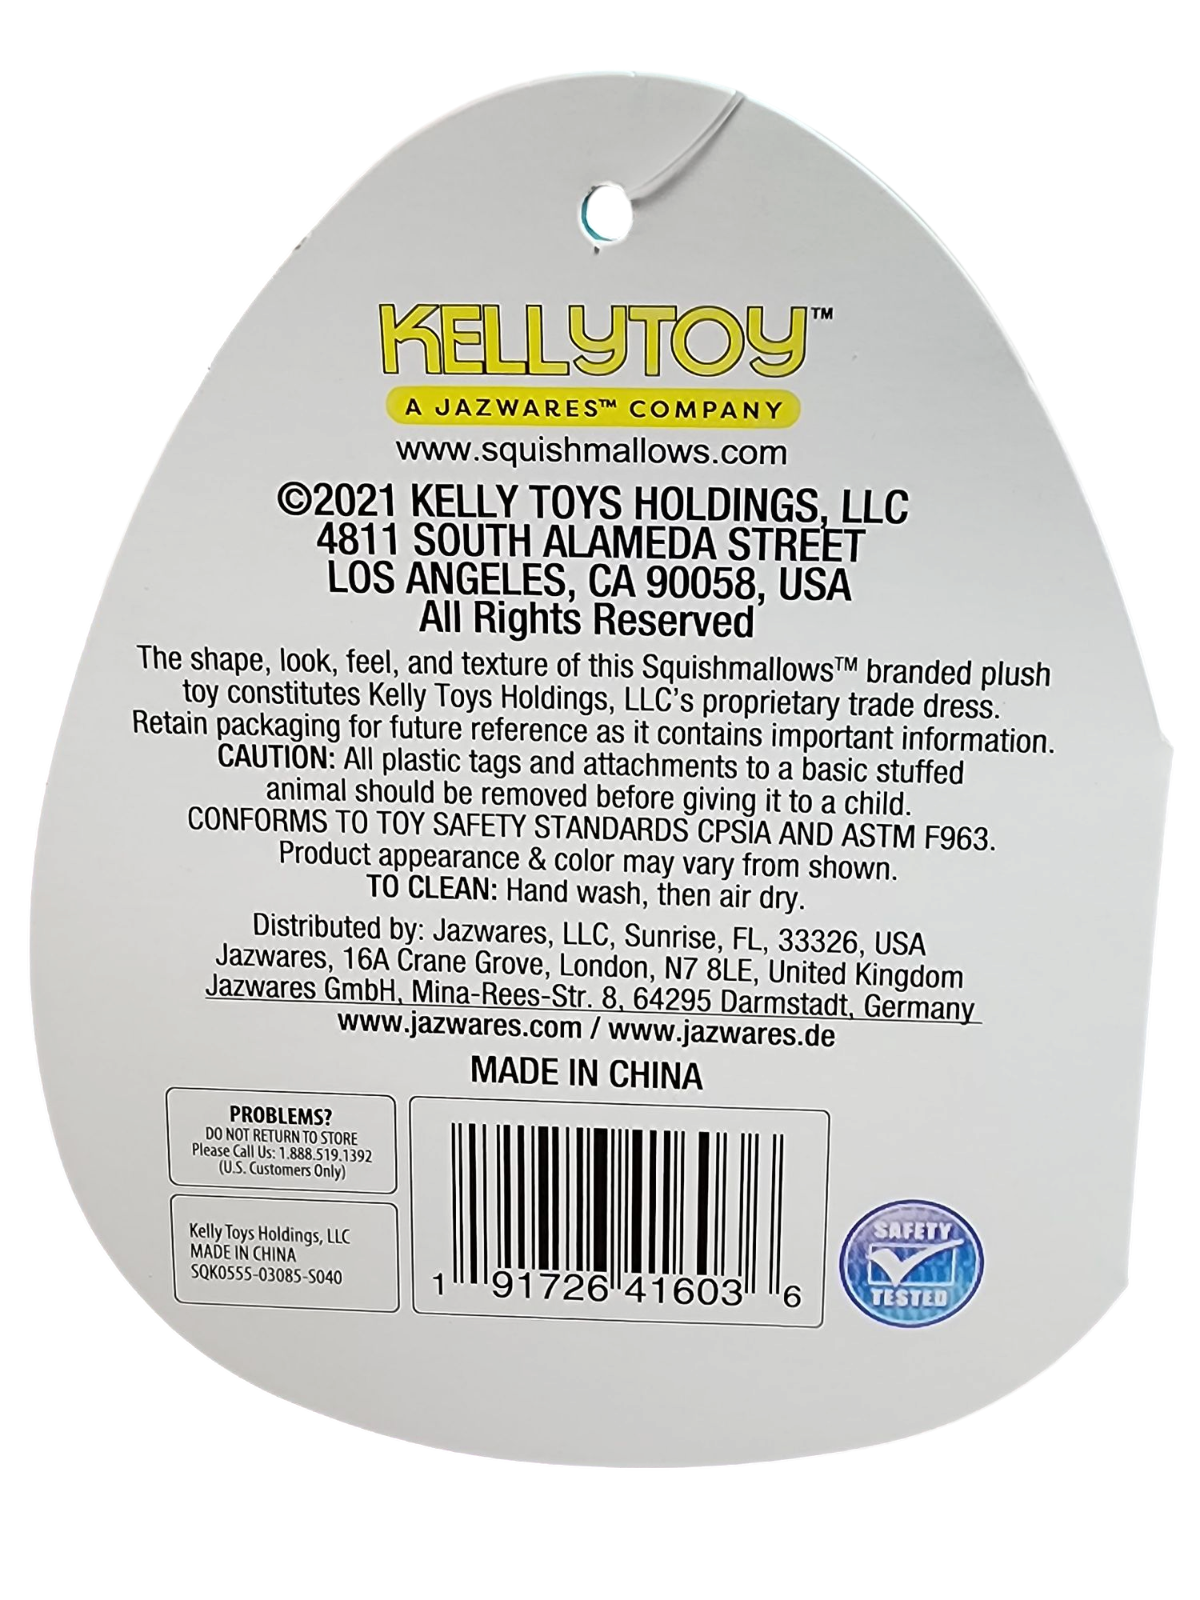 KELLYTOY™
A JAZWARES™ COMPANY
www.squishmallows.com
©2021 KELLY TOYS HOLDINGS, LLC
4811 SOUTH ALAMEDA STREET
LOS ANGELES, CA 90058, USA
All Rights Reserved
The shape, look, feel, and texture of this Squishmallows™ branded plush
toy constitutes Kelly Toys Holdings, LLC's proprietary trade dress.
Retain packaging for future reference as it contains important information.
CAUTION: All plastic tags and attachments to a basic stuffed
animal should be removed before giving it to a child.
CONFORMS TO TOY SAFETY STANDARDS CPSIA AND ASTM F963.
Product appearance & color may vary from shown.
TO CLEAN: Hand wash, then air dry.
Distributed by: Jazwares, LLC, Sunrise, FL, 33326, USA
Jazwares, 16A Crane Grove, London, N7 8LE, United Kingdom
Jazwares GmbH, Mina-Rees-Str. 8, 64295 Darmstadt, Germany
www.jazwares.com / www.jazwares.de
MADE IN CHINA
PROBLEMS?
DO NOT RETURN TO STORE
Please Call Us: 1.888.519.1392
(U.S. Customers Only)
Kelly Toys Holdings, LLC
MADE IN CHINA
SQK0555-03085-S040
1 91726 41603 6
SAFETY
TESTED